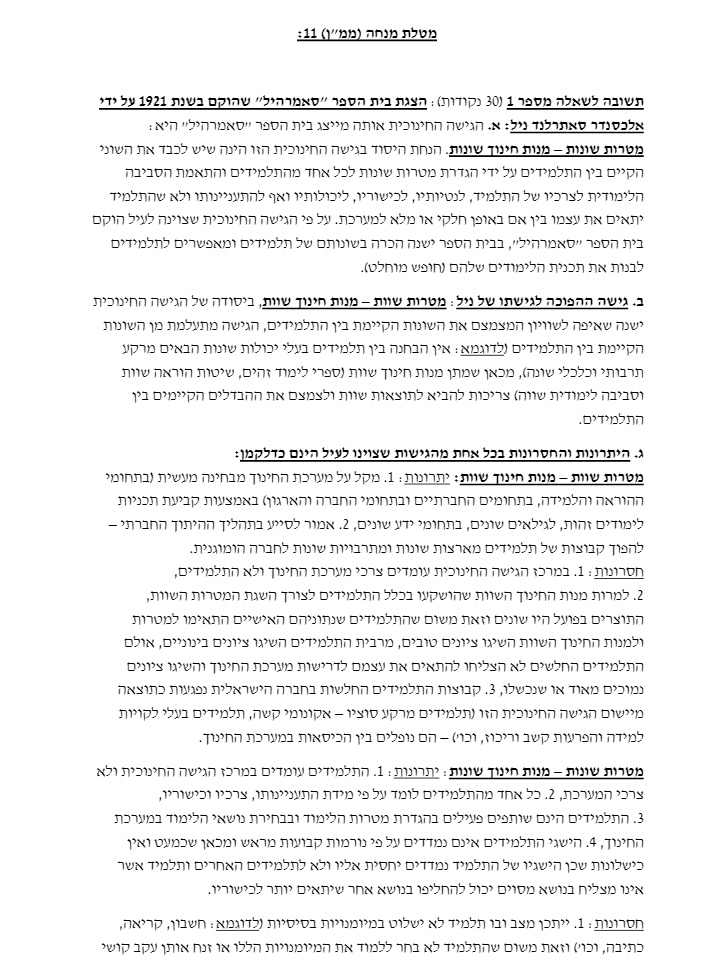 מטלת מנחה (ממ״ן) 11:
תשובה לשאלה מספר 1 (30 נקודות): הצגת בית הספר ״סאמרהיל״ שהוקם בשנת 1921 על ידי
אלכסנדר סאתרלנד ניל: א. הגישה החינוכית אותה מייצג בית הספר ״סאמרהיל״ היא:
מטרות שונות – מנות חינוך שונות. הנחת היסוד בגישה החינוכית הזו הינה שיש לכבד את השוני
הקיים בין התלמידים על ידי הגדרת מטרות שונות לכל אחד מהתלמידים והתאמת הסביבה
הלימודית לצרכיו של התלמיד, לנטיותיו, לכישוריו, ליכולותיו ואף להתעניינותו ולא שהתלמיד
יתאים את עצמו בין אם באופן חלקי או מלא למערכת. על פי הגישה החינוכית שצוינה לעיל הוקם
בית הספר ״סאמרהיל״, בבית הספר ישנה הכרה בשונותם של תלמידים ומאפשרים לתלמידים
לבנות את תכנית הלימודים שלהם (חופש מוחלט).
ב. גישה ההפוכה לגישתו של ניל: מטרות שוות – מנות חינוך שוות, ביסודה של הגישה החינוכית
ישנה שאיפה לשוויון המצמצם את השונות הקיימת בין התלמידים, הגישה מתעלמת מן השונות
הקיימת בין התלמידים (לדוגמא: אין הבחנה בין תלמידים בעלי יכולות שונות הבאים מרקע
תרבותי וכלכלי שונה), מכאן שמתן מנות חינוך שוות (ספרי לימוד זהים, שיטות הוראה שוות
וסביבה לימודית שווה) צריכות להביא לתוצאות שוות ולצמצם את ההבדלים הקיימים בין
התלמידים.
ג. היתרונות והחסרונות בכל אחת מהגישות שצוינו לעיל הינם כדלקמן:
מטרות שוות – מנות חינוך שוות: יתרונות: 1. מקל על מערכת החינוך מבחינה מעשית (בתחומי
ההוראה והלמידה, בתחומים החברתיים ובתחומי החברה והארגון) באמצעות קביעת תכניות
לימודים זהות, לגילאים שונים, בתחומי ידע שונים, 2. אמור לסייע בתהליך ההיתוך החברתי –
להפוך קבוצות של תלמידים מארצות שונות ומתרבויות שונות לחברה הומוגנית.
חסרונות: 1. במרכז הגישה החינוכית עומדים צרכי מערכת החינוך ולא התלמידים,
2. למרות מנות החינוך השוות שהושקעו בכלל התלמידים לצורך השגת המטרות השוות,
התוצרים בפועל היו שונים וזאת משום שהתלמידים שנתוניהם האישיים התאימו למטרות
ולמנות החינוך השוות השיגו ציונים טובים, מרבית התלמידים השיגו ציונים בינוניים, אולם
התלמידים החלשים לא הצליחו להתאים את עצמם לדרישות מערכת החינוך והשיגו ציונים
נמוכים מאוד או שנכשלו, 3. קבוצות התלמידים החלשות בחברה הישראלית נפגעות כתוצאה
מיישום הגישה החינוכית הזו (תלמידים מרקע סוציו – אקונומי קשה, תלמידים בעלי לקויות
למידה והפרעות קשב וריכוז, וכו׳) – הם נופלים בין הכיסאות במערכת החינוך.
מטרות שונות – מנות חינוך שונות: יתרונות: 1. התלמידים עומדים במרכז הגישה החינוכית ולא
צרכי המערכת, 2. כל אחד מהתלמידים לומד על פי מידת התעניינותו, צרכיו וכישוריו,
3. התלמידים הינם שותפים פעילים בהגדרת מטרות הלימוד ובבחירת נושאי הלימוד במערכת
החינוך, 4. הישגי התלמידים אינם נמדדים על פי נורמות קבועות מראש ומכאן שכמעט ואין
כישלונות שכן הישגיו של התלמיד נמדדים יחסית אליו ולא לתלמידים האחרים ותלמיד אשר
אינו מצליח בנושא מסוים יכול להחליפו בנושא אחר שיתאים יותר לכישוריו.
חסרונות: 1. ייתכן מצב ובו תלמיד לא ישלוט במיומנויות בסיסיות (לדוגמא: חשבון, קריאה,
כתיבה, וכו׳) וזאת משום שהתלמיד לא בחר ללמוד את המיומנויות הללו או זנח אותן עקב קושי